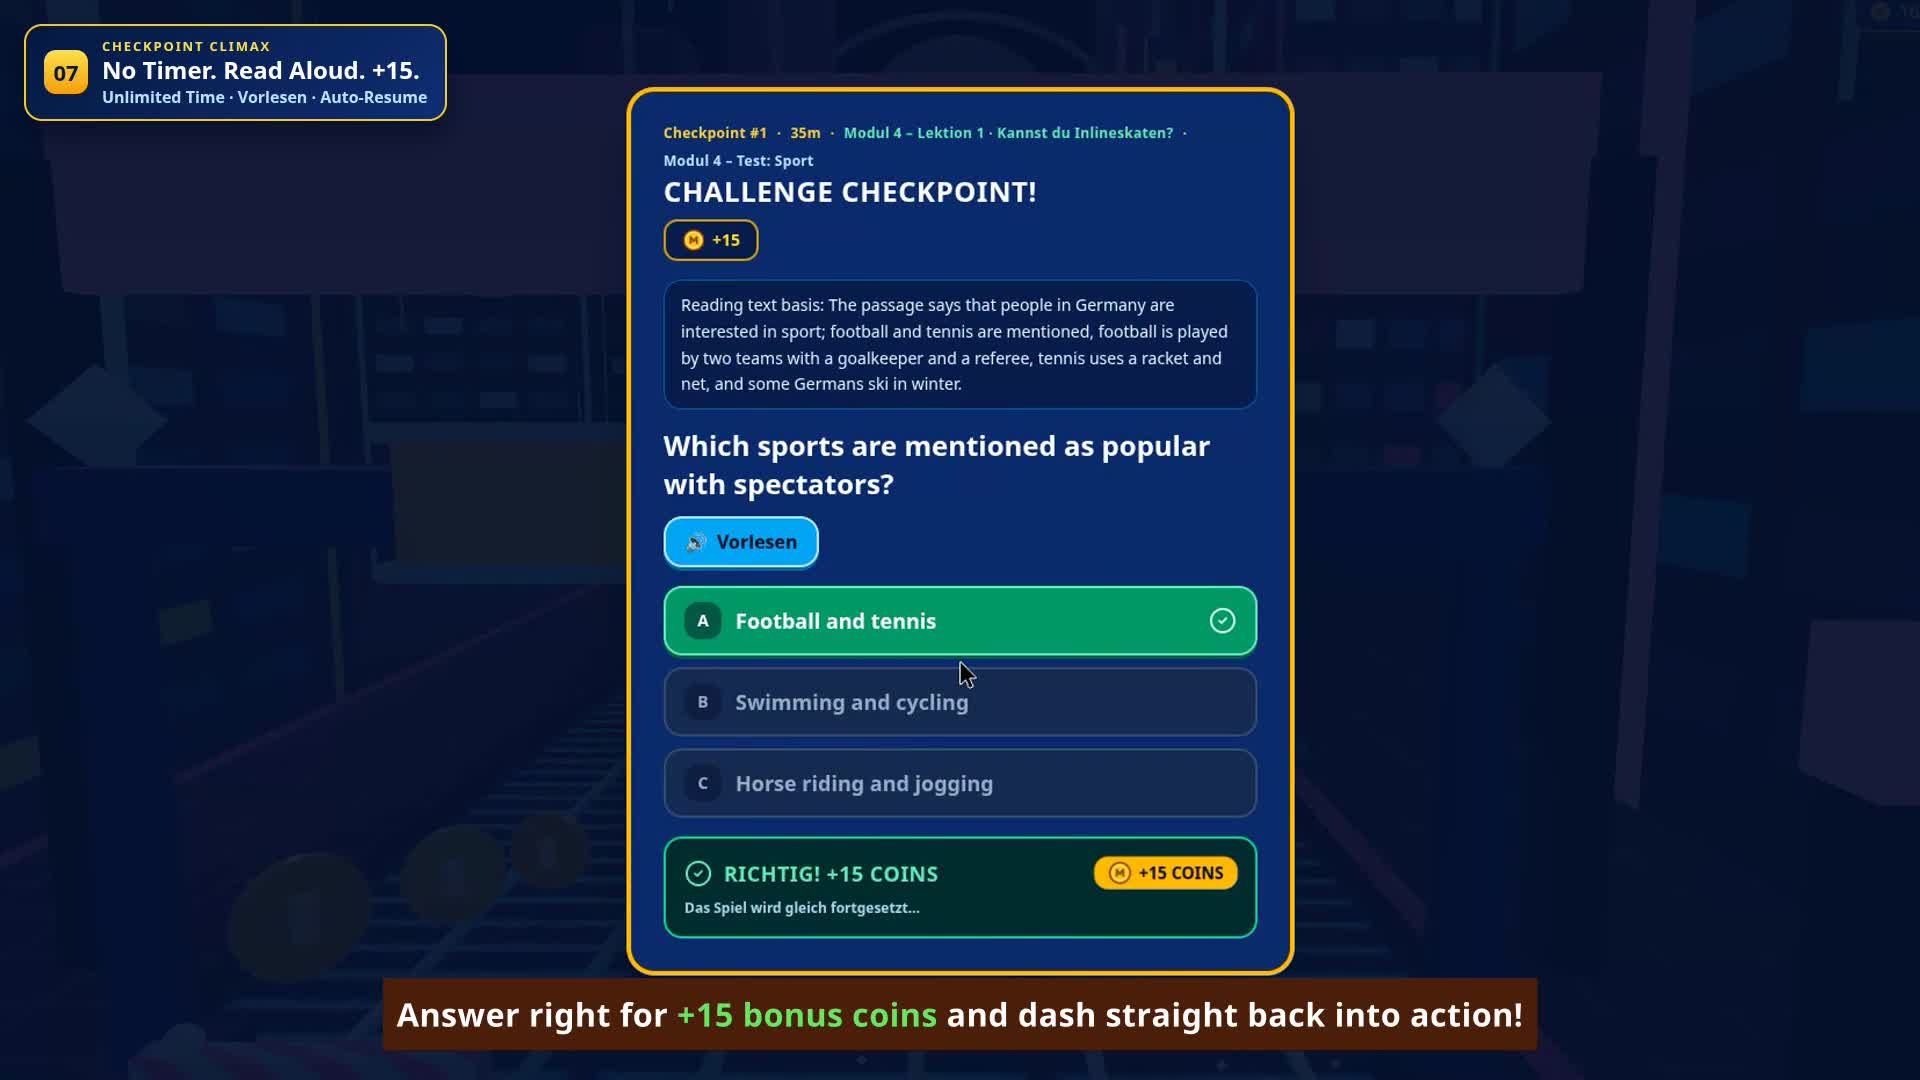 07
CHECKPOINT CLIMAX
No Timer. Read Aloud. +15.
Unlimited Time · Vorlesen · Auto-Resume
Checkpoint #1 · 35m · Modul 4 – Lektion 1 · Kannst du Inlineskaten? ·
Modul 4 – Test: Sport
CHALLENGE CHECKPOINT!
M +15
Reading text basis: The passage says that people in Germany are
interested in sport; football and tennis are mentioned, football is played
by two teams with a goalkeeper and a referee, tennis uses a racket and
net, and some Germans ski in winter.
Which sports are mentioned as popular
with spectators?
Vorlesen
A Football and tennis
B Swimming and cycling
C Horse riding and jogging
RICHTIG! +15 COINS
M +15 COINS
Das Spiel wird gleich fortgesetzt...
Answer right for +15 bonus coins and dash straight back into action!